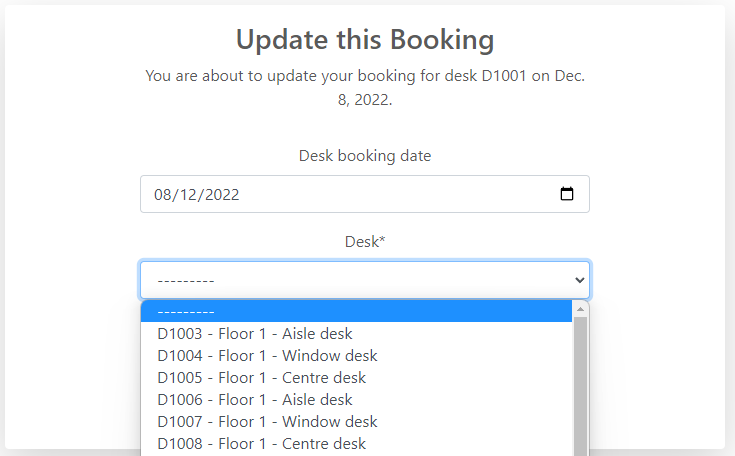 Update this Booking
You are about to update your booking for desk D1001 on Dec.
8, 2022.
Desk booking date
08/12/2022
Desk*
---------
---------
D1003 - Floor 1 - Aisle desk
D1004 - Floor 1 - Window desk
D1005 - Floor 1 - Centre desk
D1006 - Floor 1 - Aisle desk
D1007 - Floor 1 - Window desk
D1008 - Floor 1 - Centre desk